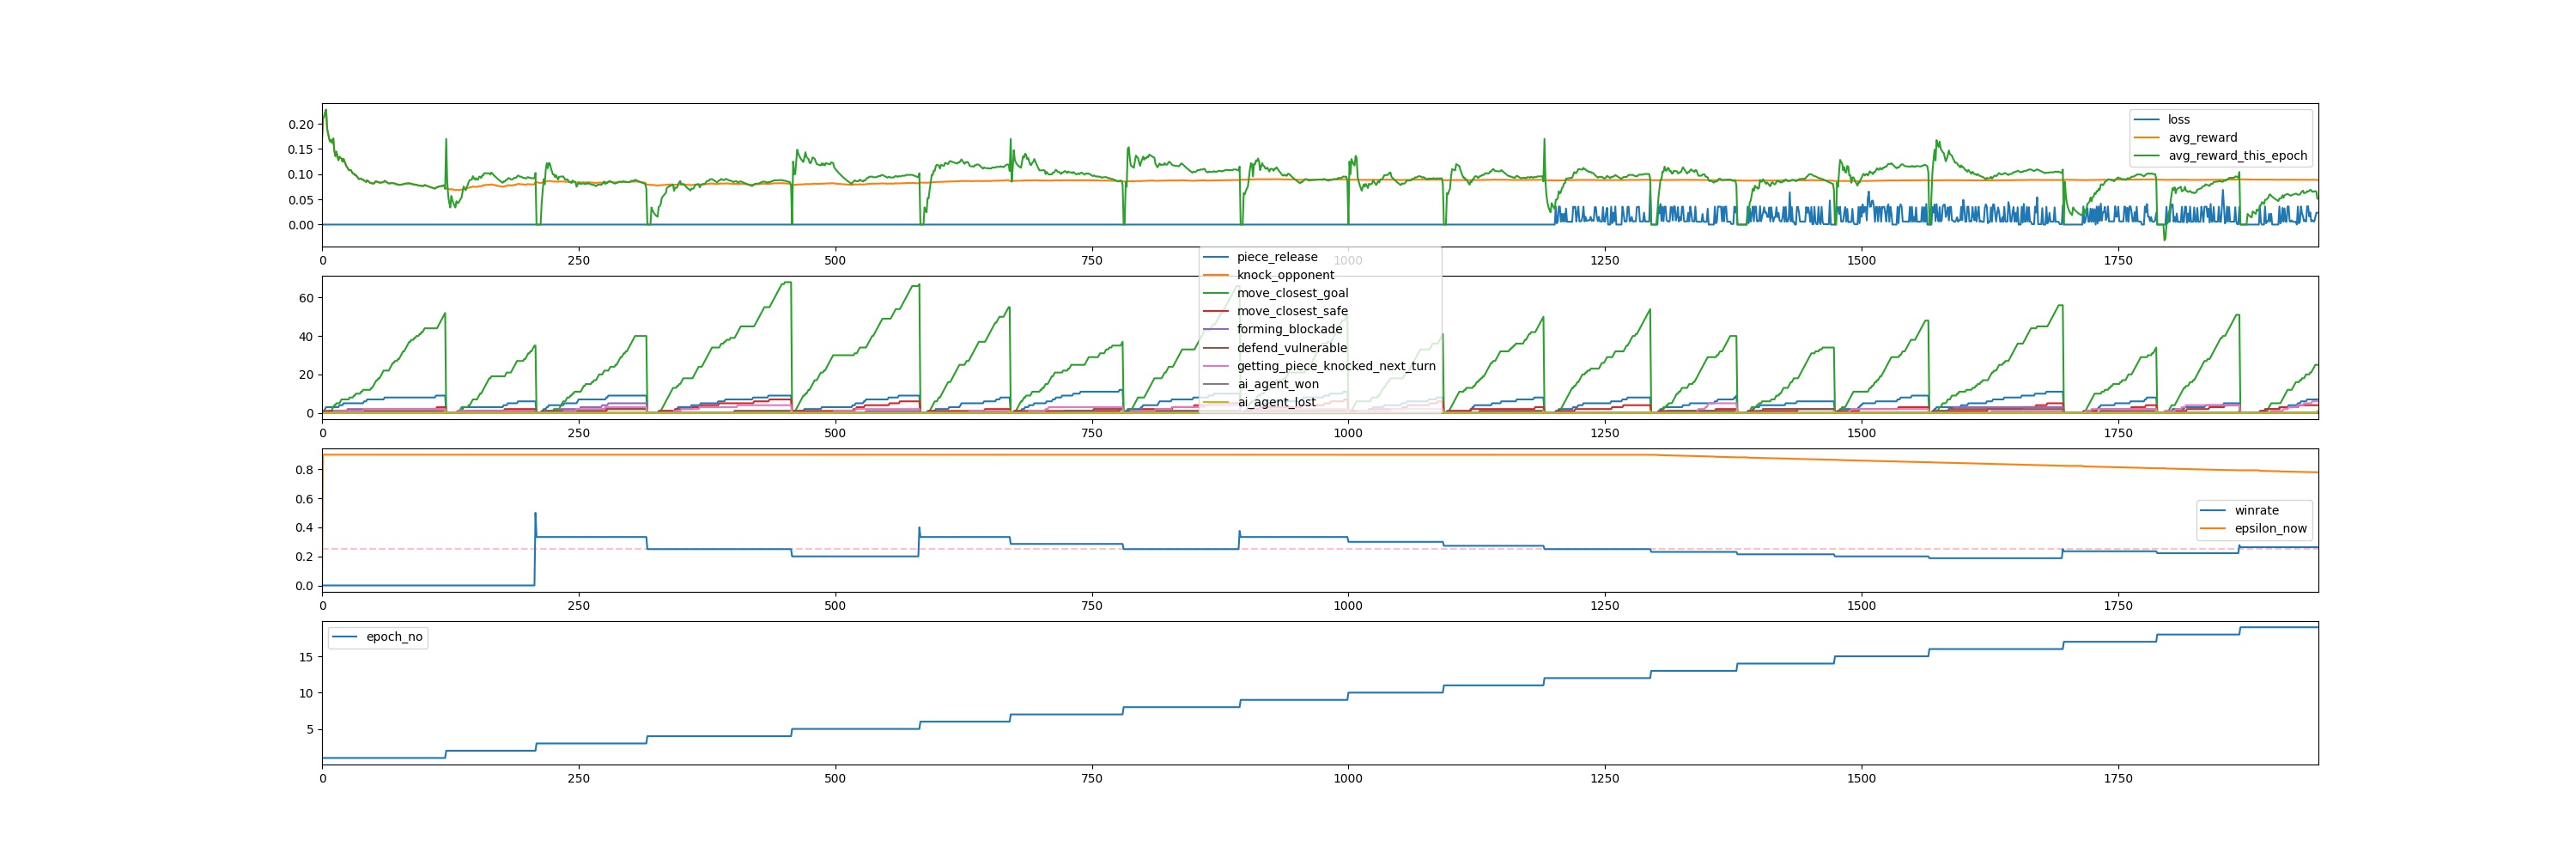 0.20
0.15
0.10
0.05
0.00
loss
avg_reward
avg_reward_this_epoch
0 250 500 750 1000 1250 1500 1750
60
40
20
0
piece_release
knock_opponent
move_closest_goal
move_closest_safe
forming_blockade
defend_vulnerable
getting_piece_knocked_next_turn
ai_agent_won
ai_agent_lost
0 250 500 750 1000 1250 1500 1750
0.8
0.6
0.4
0.2
0.0
winrate
epsilon_now
0 250 500 750 1000 1250 1500 1750
epoch_no
15
10
5
0 250 500 750 1000 1250 1500 1750